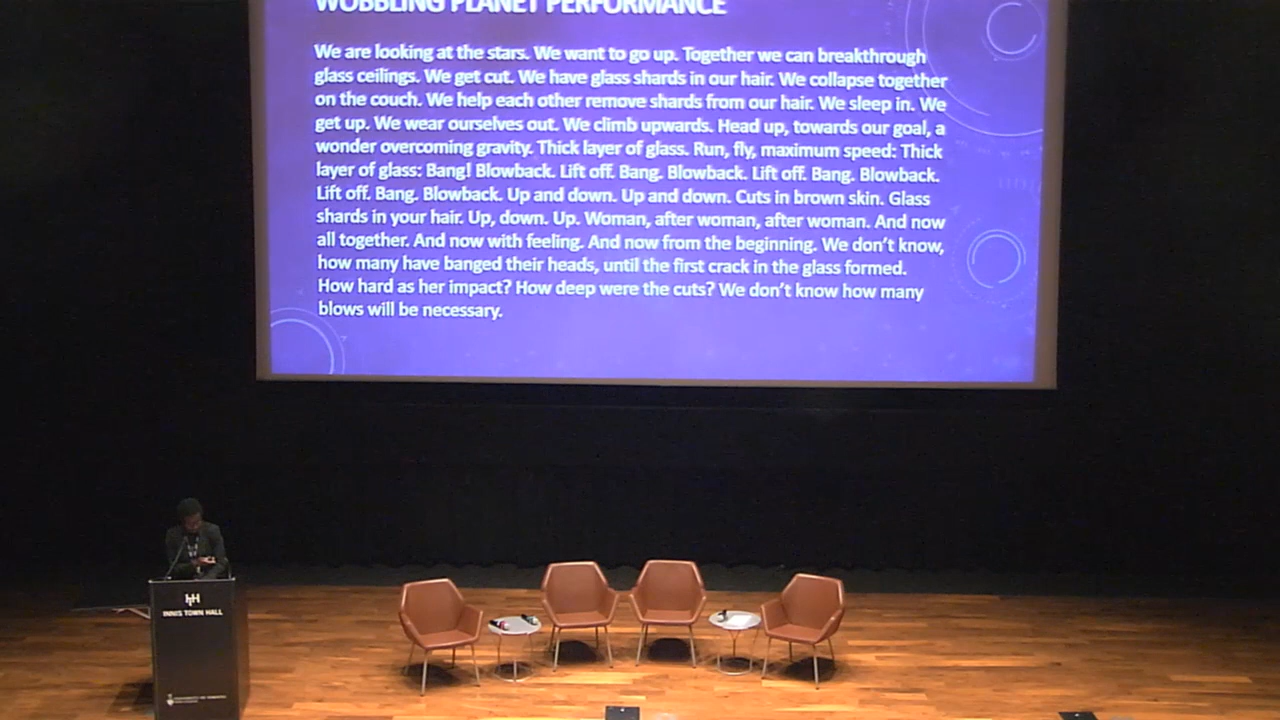 WOBBLING PLANET PERFORMANCE
We are looking at the stars. We want to go up. Together we can breakthrough
glass ceilings. We get cut. We have glass shards in our hair. We collapse together
on the couch. We help each other remove shards from our hair. We sleep in. We
get up. We wear ourselves out. We climb upwards. Head up, towards our goal, a
wonder overcoming gravity. Thick layer of glass. Run, fly, maximum speed: Thick
layer of glass: Bang! Blowback. Lift off. Bang. Blowback. Lift off. Bang. Blowback.
Lift off. Bang. Blowback. Up and down. Up and down. Cuts in brown skin. Glass
shards in your hair. Up, down. Up. Woman, after woman, after woman. And now
all together. And now with feeling. And now from the beginning. We don't know,
how many have banged their heads, until the first crack in the glass formed.
How hard as her impact? How deep were the cuts? We don't know how many
blows will be necessary.
INNIS TOWN HALL
UNIVERSITY OF TORONTO